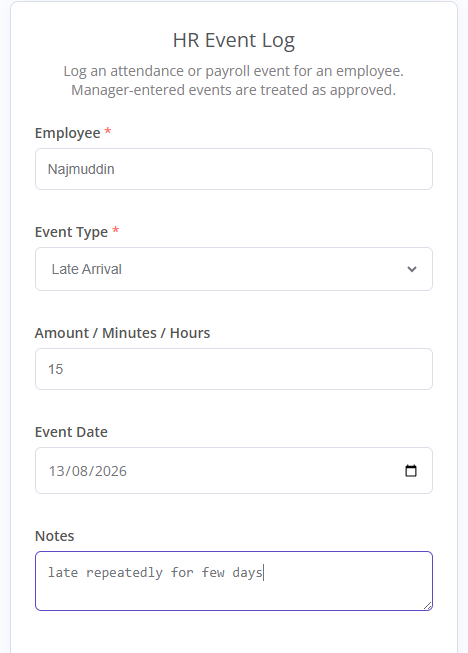 HR Event Log
Log an attendance or payroll event for an employee.
Manager-entered events are treated as approved.
Employee *
Najmuddin
Event Type *
Late Arrival
Amount / Minutes / Hours
15
Event Date
13/08/2026
Notes
late repeatedly for few days